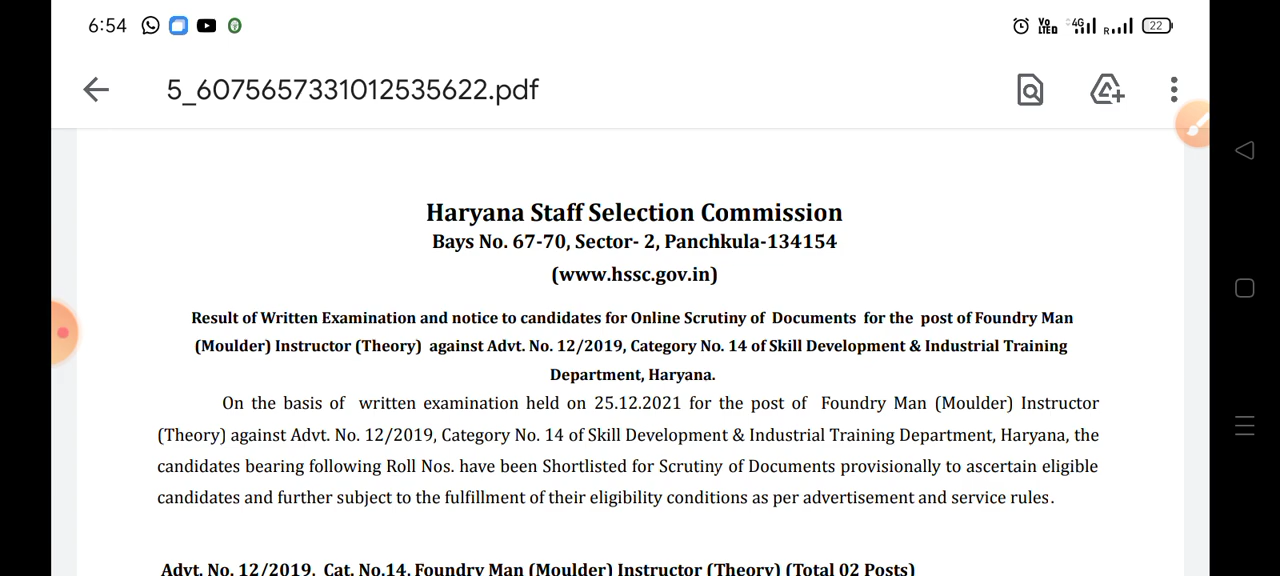 6:54
Vo LTED 4G R 22
5_6075657331012535622.pdf
Haryana Staff Selection Commission
Bays No. 67-70, Sector- 2, Panchkula-134154
(www.hssc.gov.in)
Result of Written Examination and notice to candidates for Online Scrutiny of Documents for the post of Foundry Man
(Moulder) Instructor (Theory) against Advt. No. 12/2019, Category No. 14 of Skill Development & Industrial Training
Department, Haryana.
On the basis of written examination held on 25.12.2021 for the post of Foundry Man (Moulder) Instructor
(Theory) against Advt. No. 12/2019, Category No. 14 of Skill Development & Industrial Training Department, Haryana, the
candidates bearing following Roll Nos. have been Shortlisted for Scrutiny of Documents provisionally to ascertain eligible
candidates and further subject to the fulfillment of their eligibility conditions as per advertisement and service rules.
Advt. No. 12/2019, Cat. No.14, Foundry Man (Moulder) Instructor (Theory) (Total 02 Posts)